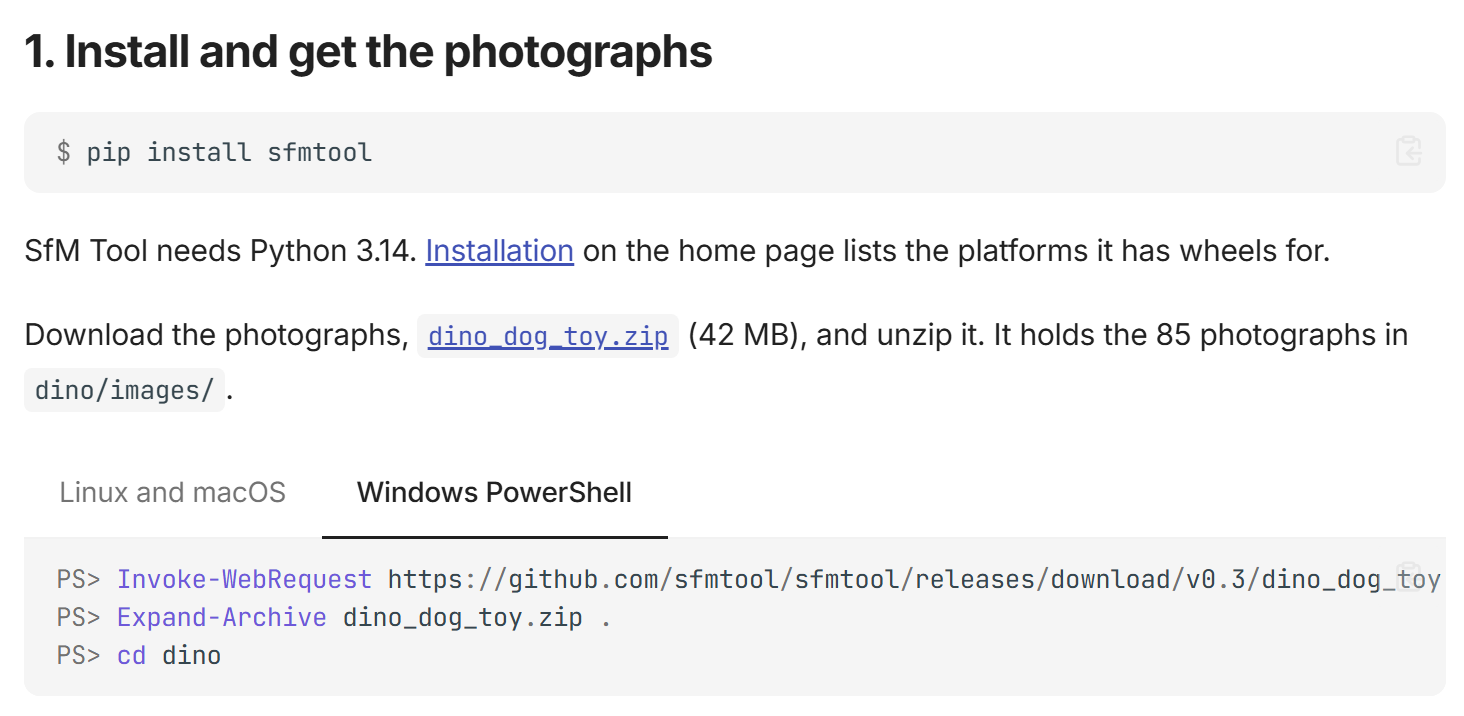 1. Install and get the photographs
$ pip install sfmtool
SfM Tool needs Python 3.14. Installation on the home page lists the platforms it has wheels for.
Download the photographs, dino_dog_toy.zip (42 MB), and unzip it. It holds the 85 photographs in
dino/images/ .
Linux and macOS Windows PowerShell
PS> Invoke-WebRequest https://github.com/sfmtool/sfmtool/releases/download/v0.3/dino_dog_toy
PS> Expand-Archive dino_dog_toy.zip .
PS> cd dino